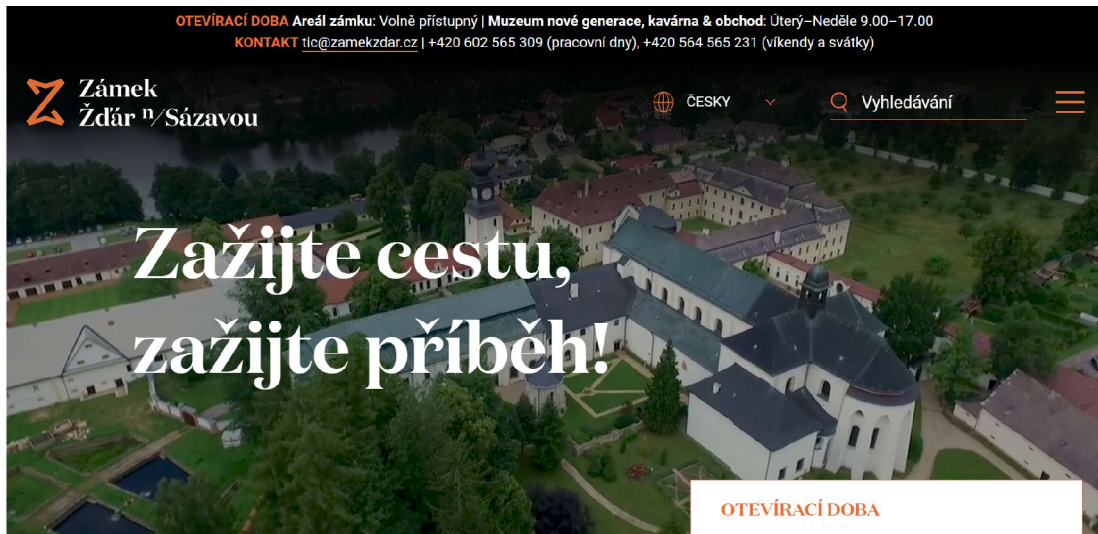 OTEVÍRACÍ DOBA Areál zámku: Volně přístupný | Muzeum nové generace, kavárna & obchod: Úterý–Neděle 9.00–17.00
KONTAKT tic@zamekzdar.cz | +420 602 565 309 (pracovní dny), +420 564 565 231 (víkendy a svátky)
Zámek
Žďár n/Sázavou
ČESKY
Vyhledávání
Zažijte cestu,
zažijte příběh!
OTEVÍRACÍ DOBA